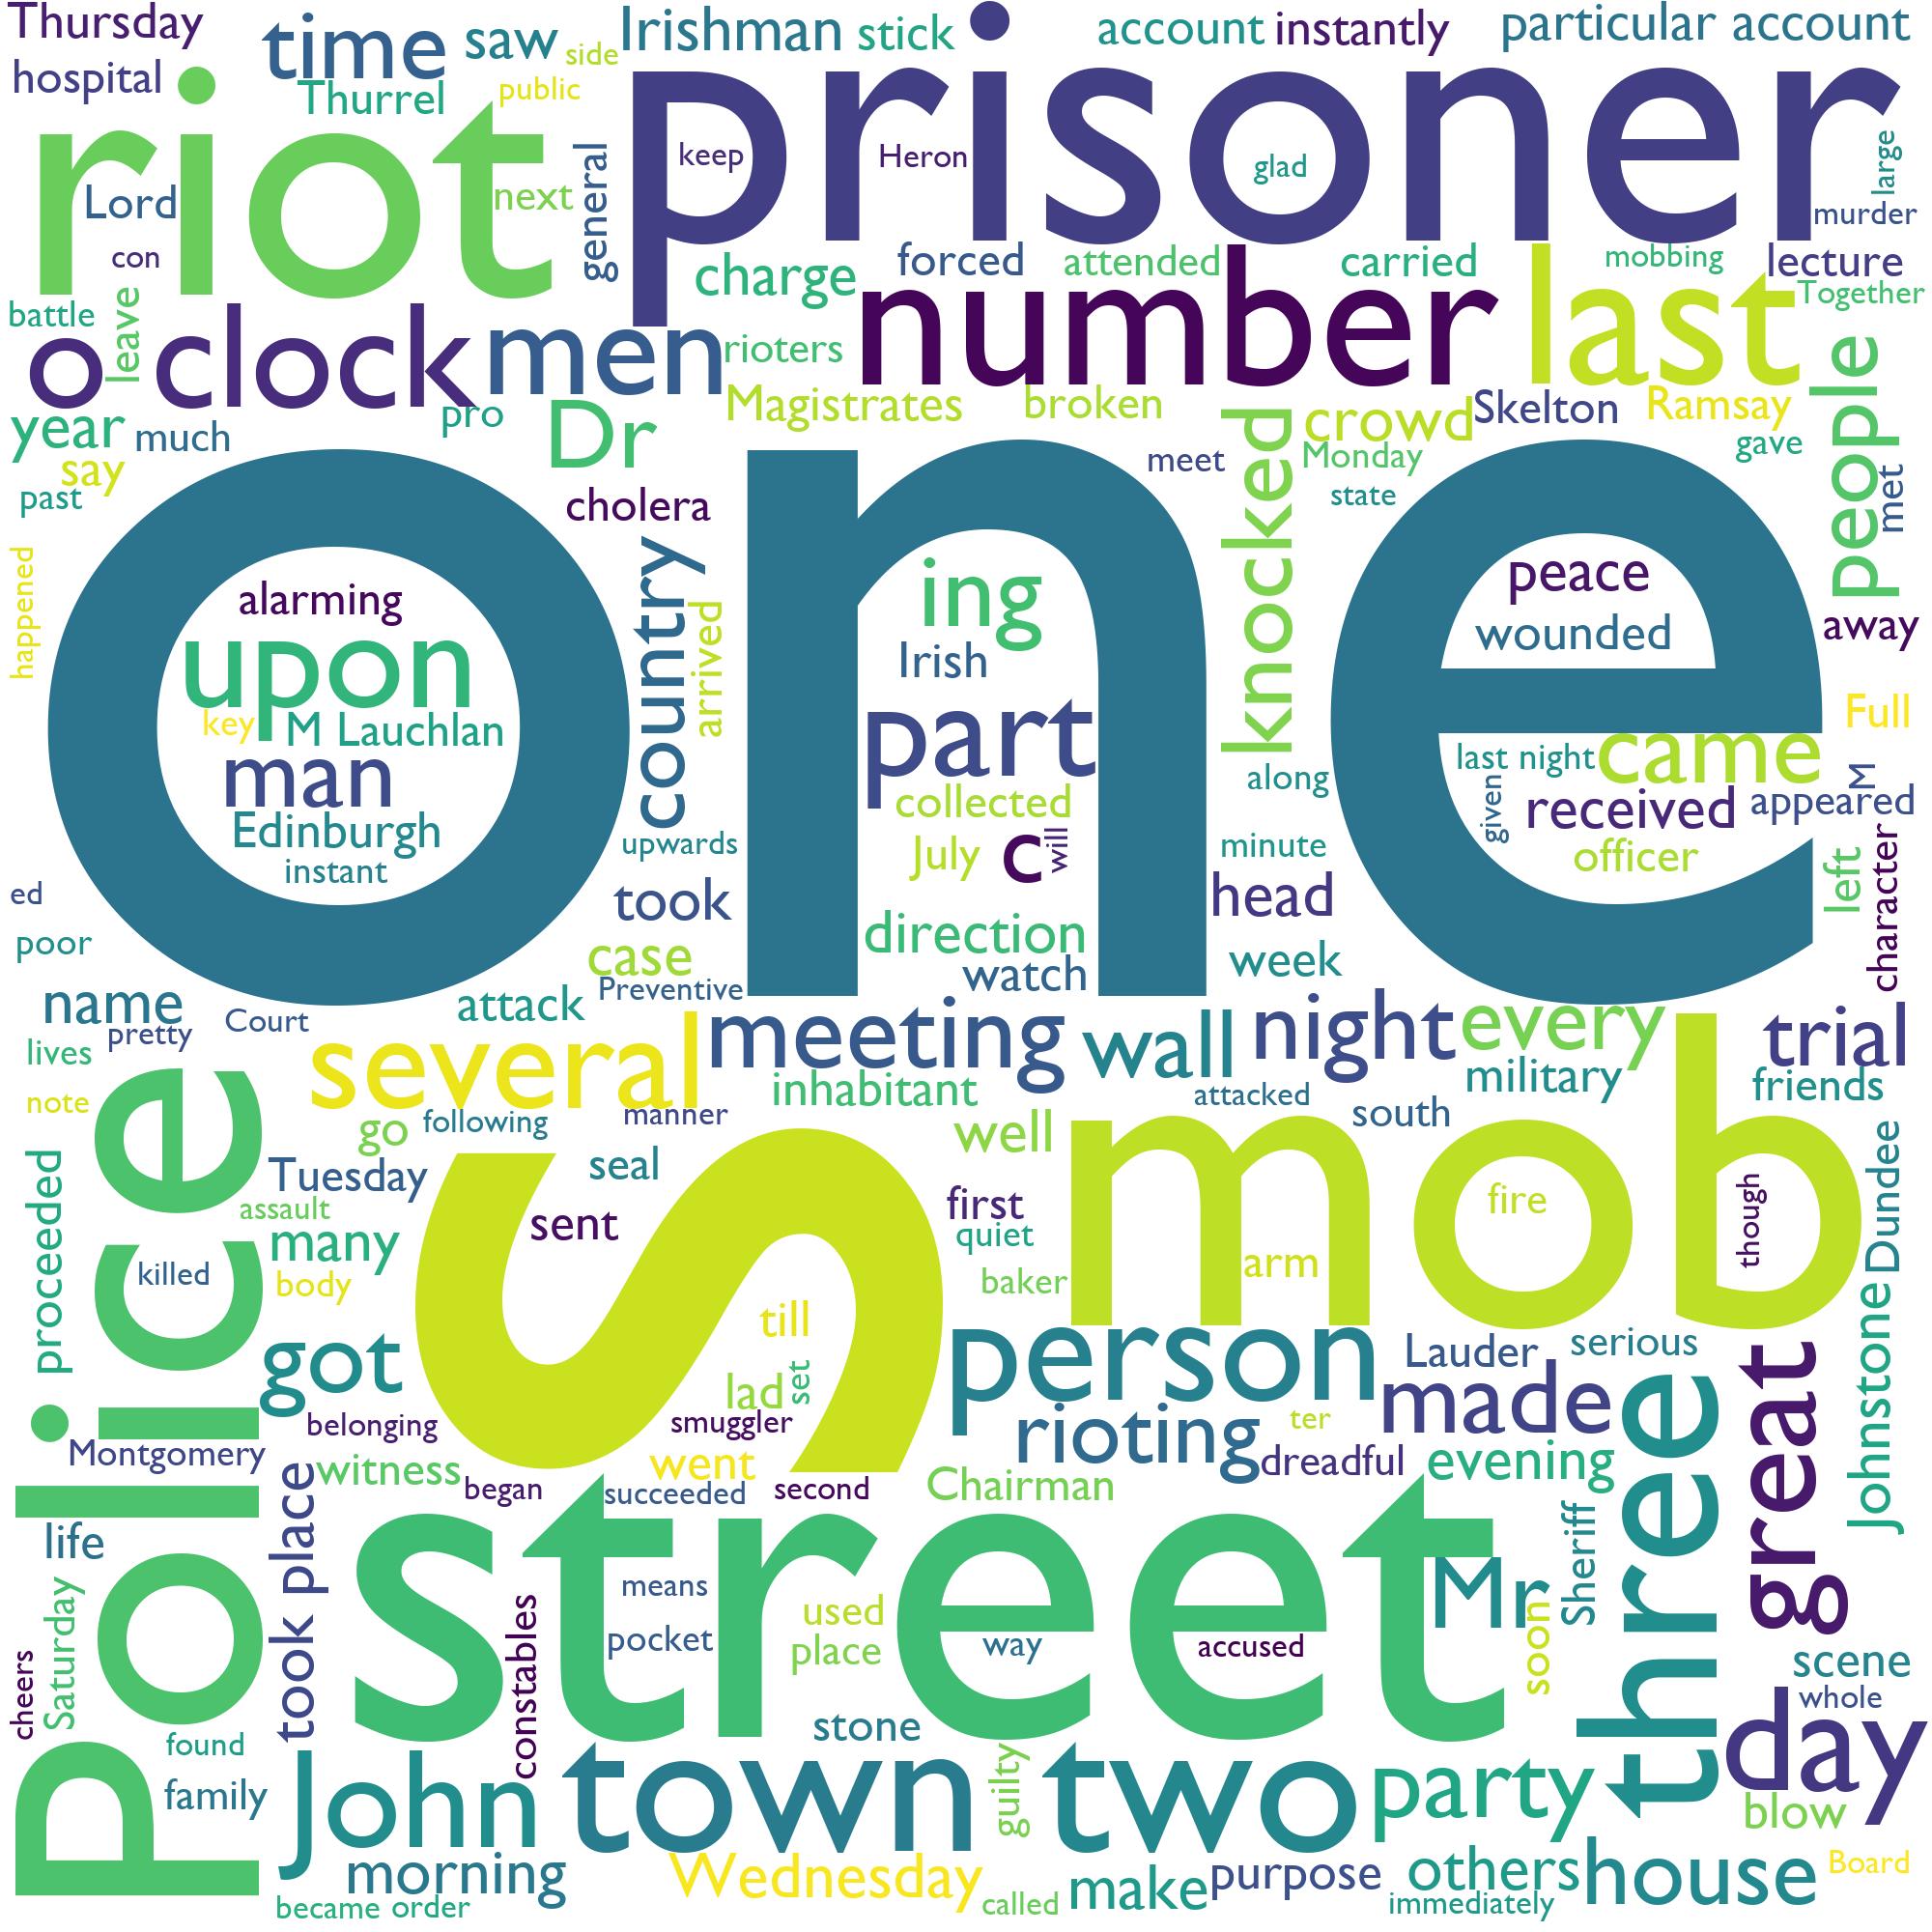 Thursday
time
saw
side
Irishman
stick
account
instantly
particular account
hospital
Thurrel
public
prisoner
riot
Lord
next
general
keep
Heron
glad
large
murder
con
charge
forced
attended
carried
mobbing
lecture
Together
battle
leave
o clock
men
rioters
number
last
people
year
much
pro
Dr
Magistrates
broken
knocked
crowd
Skelton
Ramsay
gave
say
past
cholera
meet
Monday
state
met
one
happened
alarming
upon
key
M Lauchlan
man
Edinburgh
instant
country
arrived
ing
Irish
part
collected
July
c
will
peace
wounded
away
Full
last night
came
given
received
appeared
M
officer
along
upwards
minute
ed
poor
took
direction
head
left
character
case
Preventive
watch
week
name
pretty
Court
attack
several
meeting
wall
night
every
trial
lives
note
inhabitant
attacked
military
friends
go
following
manner
south
mob
Police
proceeded
Tuesday
seal
S
well
assault
sent
first
quiet
fire
though
Dundee
many
killed
body
baker
arm
got
till
lad
set
person
Lauder
serious
made
three
great
Johnstone
belonging
smuggler
rioting
ter
Montgomery
witness
went
dreadful
evening
began
succeeded
second
Chairman
life
took place
street
Mr
Sheriff
soon
Saturday
cheers
constables
means
used
pocket
place
way
accused
scene
whole
found
stone
day
family
John
town
guilty
two
party
blow
morning
Wednesday
called
make
purpose
others
house
Board
became
order
immediately